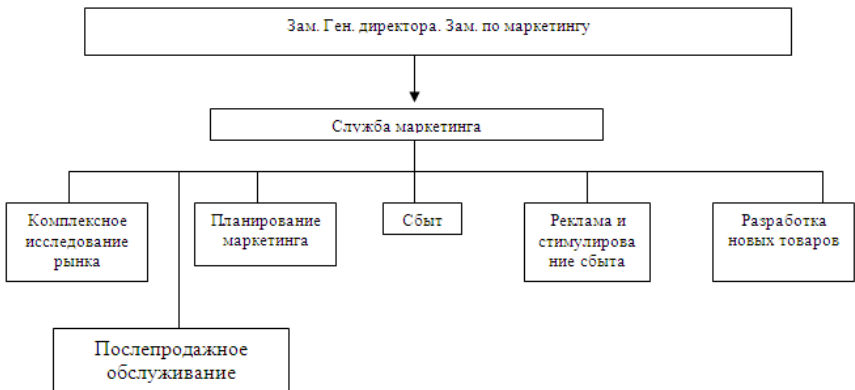 Зам. Ген. директора. Зам. по маркетингу
Служба маркетинга
Комплексное
исследование
рынка
Планирование
маркетинга
Сбыт
Реклама и
стимулирова
ние сбыта
Разработка
новых товаров
Послепродажное
обслуживание